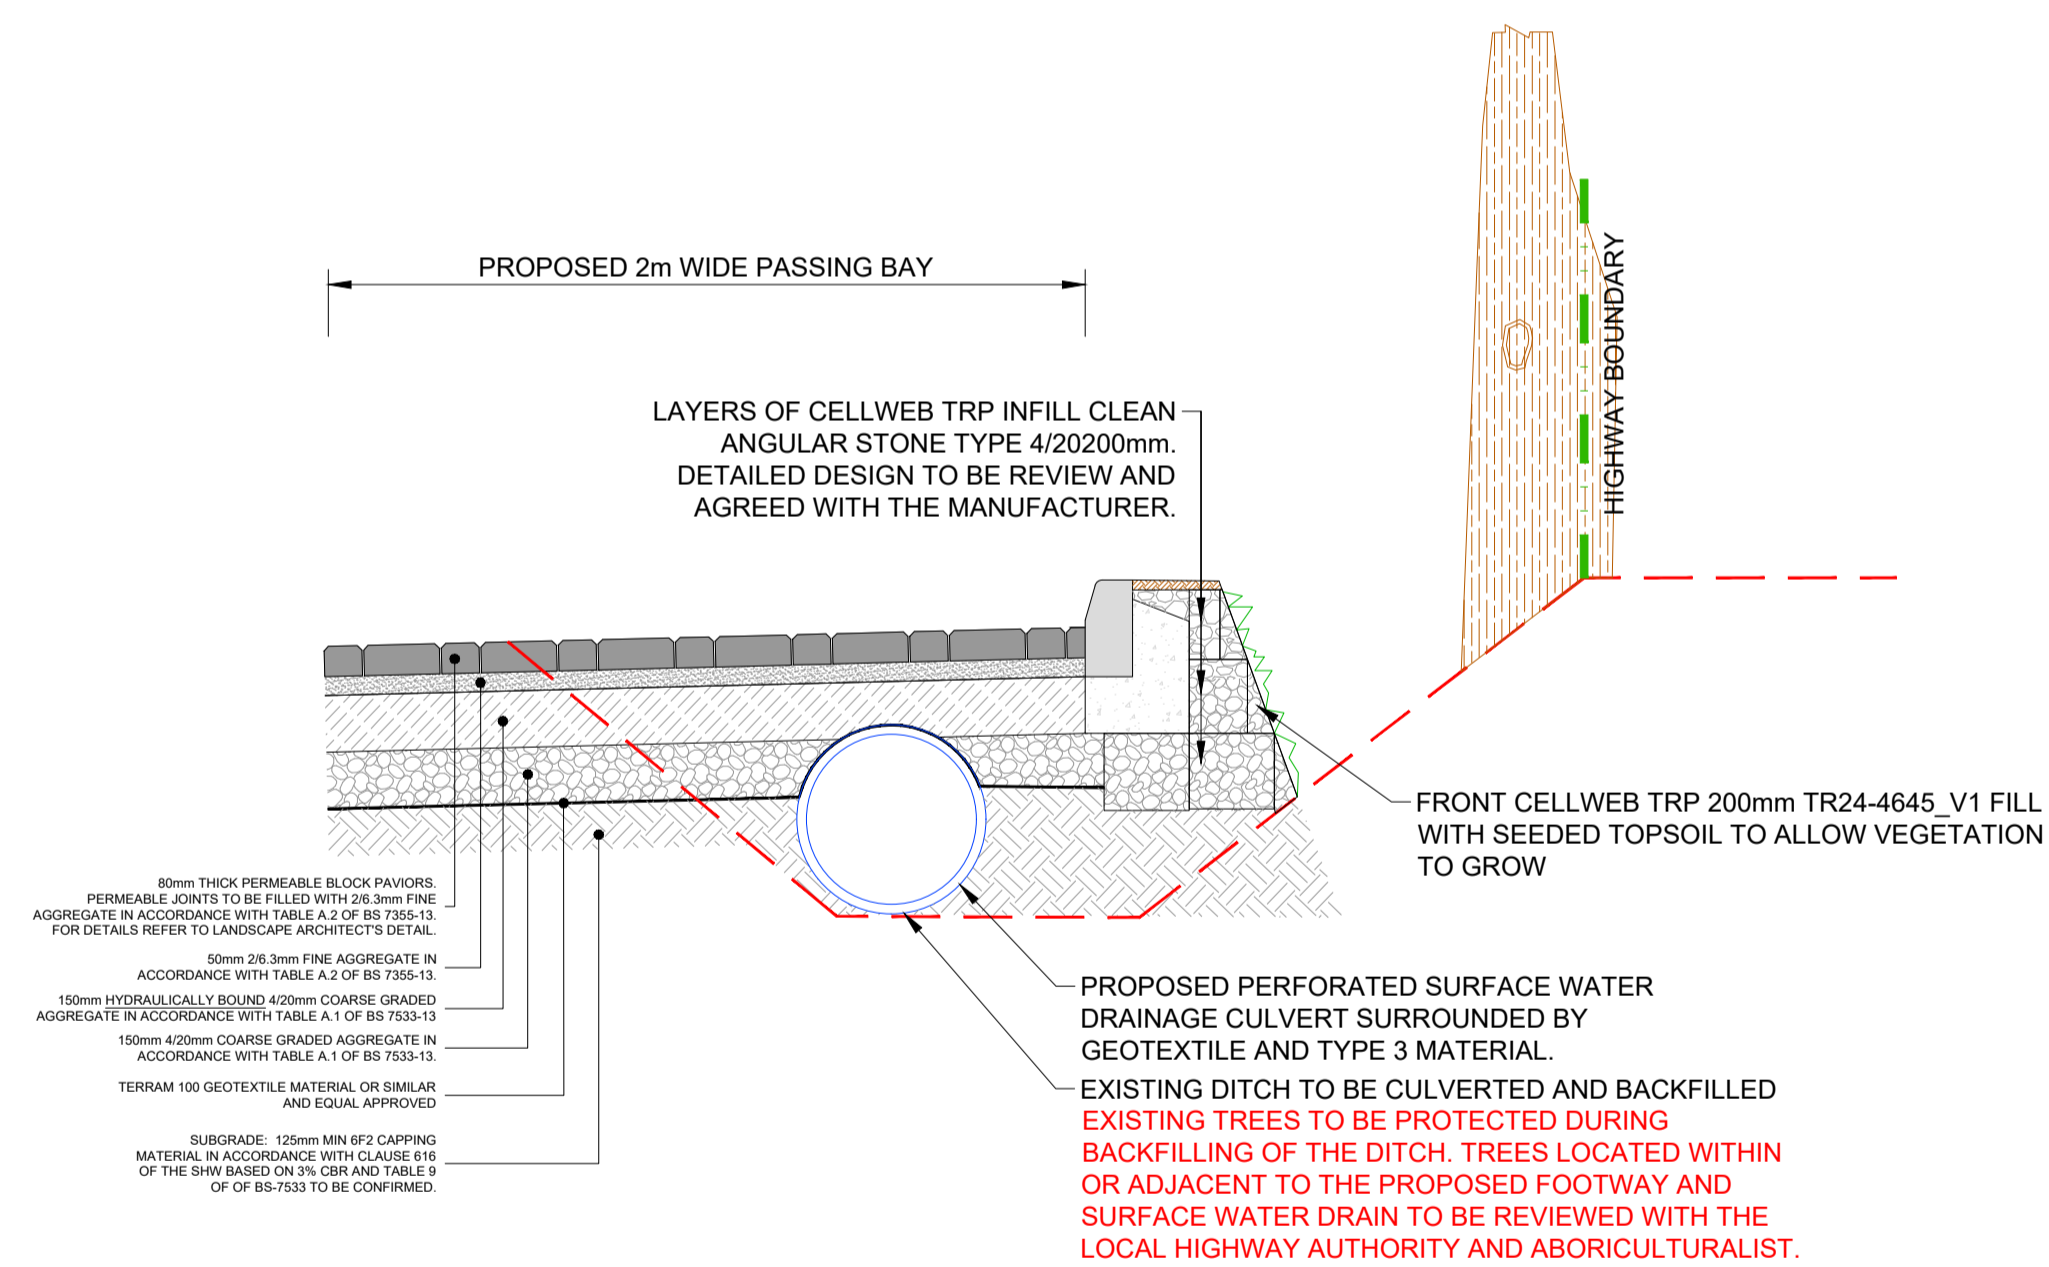 PROPOSED 2m WIDE PASSING BAY
HIGHWAY BOUNDARY
LAYERS OF CELLWEB TRP INFILL CLEAN
ANGULAR STONE TYPE 4/20200mm.
DETAILED DESIGN TO BE REVIEW AND
AGREED WITH THE MANUFACTURER.
FRONT CELLWEB TRP 200mm TR24-4645_V1 FILL
WITH SEEDED TOPSOIL TO ALLOW VEGETATION
TO GROW
80mm THICK PERMEABLE BLOCK PAVIORS.
PERMEABLE JOINTS TO BE FILLED WITH 2/6.3mm FINE
AGGREGATE IN ACCORDANCE WITH TABLE A.2 OF BS 7355-13.
FOR DETAILS REFER TO LANDSCAPE ARCHITECT'S DETAIL.
50mm 2/6.3mm FINE AGGREGATE IN
ACCORDANCE WITH TABLE A.2 OF BS 7355-13.
150mm HYDRAULICALLY BOUND 4/20mm COARSE GRADED
AGGREGATE IN ACCORDANCE WITH TABLE A.1 OF BS 7533-13
150mm 4/20mm COARSE GRADED AGGREGATE IN
ACCORDANCE WITH TABLE A.1 OF BS 7533-13.
TERRAM 100 GEOTEXTILE MATERIAL OR SIMILAR
AND EQUAL APPROVED
SUBGRADE: 125mm MIN 6F2 CAPPING
MATERIAL IN ACCORDANCE WITH CLAUSE 616
OF THE SHW BASED ON 3% CBR AND TABLE 9
OF OF BS-7533 TO BE CONFIRMED.
PROPOSED PERFORATED SURFACE WATER
DRAINAGE CULVERT SURROUNDED BY
GEOTEXTILE AND TYPE 3 MATERIAL.
EXISTING DITCH TO BE CULVERTED AND BACKFILLED
EXISTING TREES TO BE PROTECTED DURING
BACKFILLING OF THE DITCH. TREES LOCATED WITHIN
OR ADJACENT TO THE PROPOSED FOOTWAY AND
SURFACE WATER DRAIN TO BE REVIEWED WITH THE
LOCAL HIGHWAY AUTHORITY AND ABORICULTURALIST.